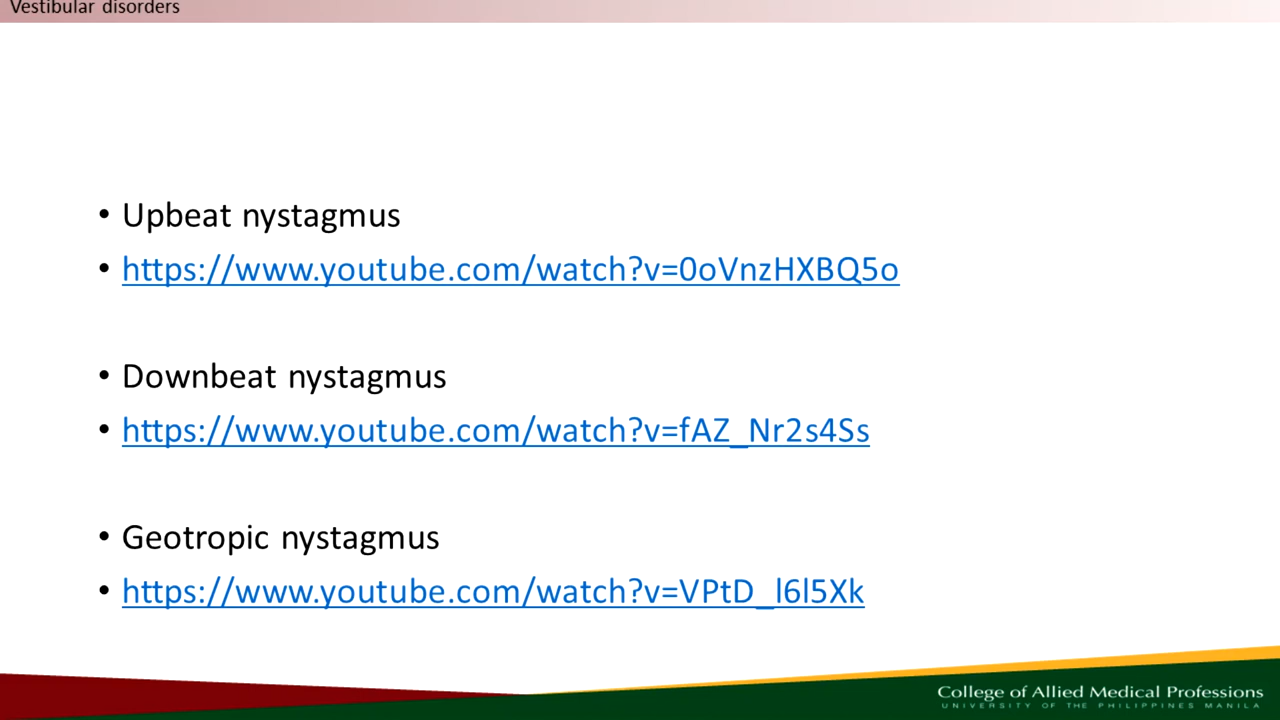 Vestibular disorders
• Upbeat nystagmus
• https://www.youtube.com/watch?v=0oVnzHXBQ5o
• Downbeat nystagmus
• https://www.youtube.com/watch?v=fAZ_Nr2s4Ss
• Geotropic nystagmus
• https://www.youtube.com/watch?v=VPtD_l6l5Xk
College of Allied Medical Professions
UNIVERSITY OF THE PHILIPPINES MANILA